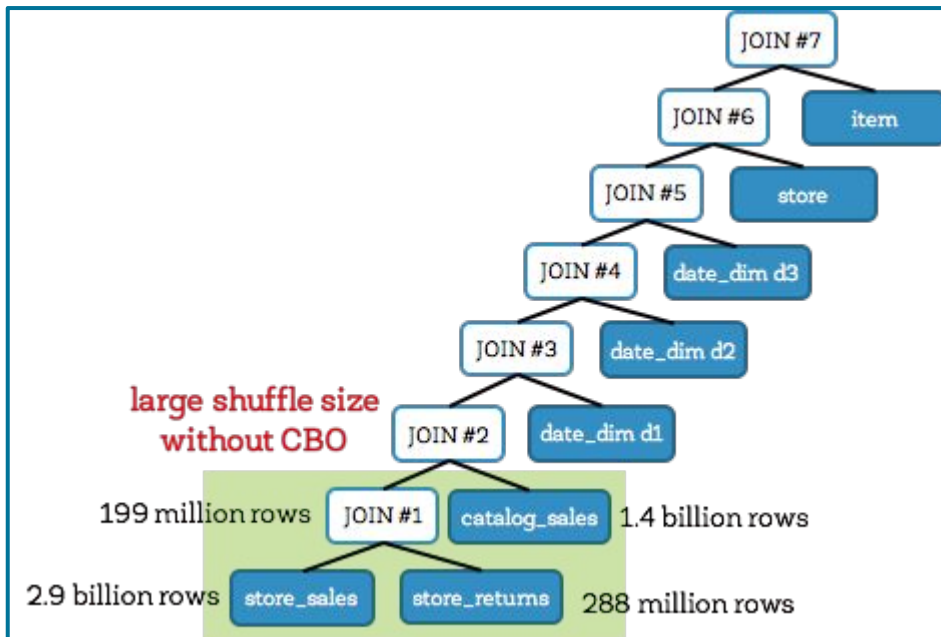 JOIN #7
JOIN #6
item
JOIN #5
store
JOIN #4
date_dim d3
JOIN #3
date_dim d2
large shuffle size
without CBO
JOIN #2
date_dim d1
199 million rows
JOIN #1
catalog_sales
1.4 billion rows
2.9 billion rows
store_sales
store_returns
288 million rows